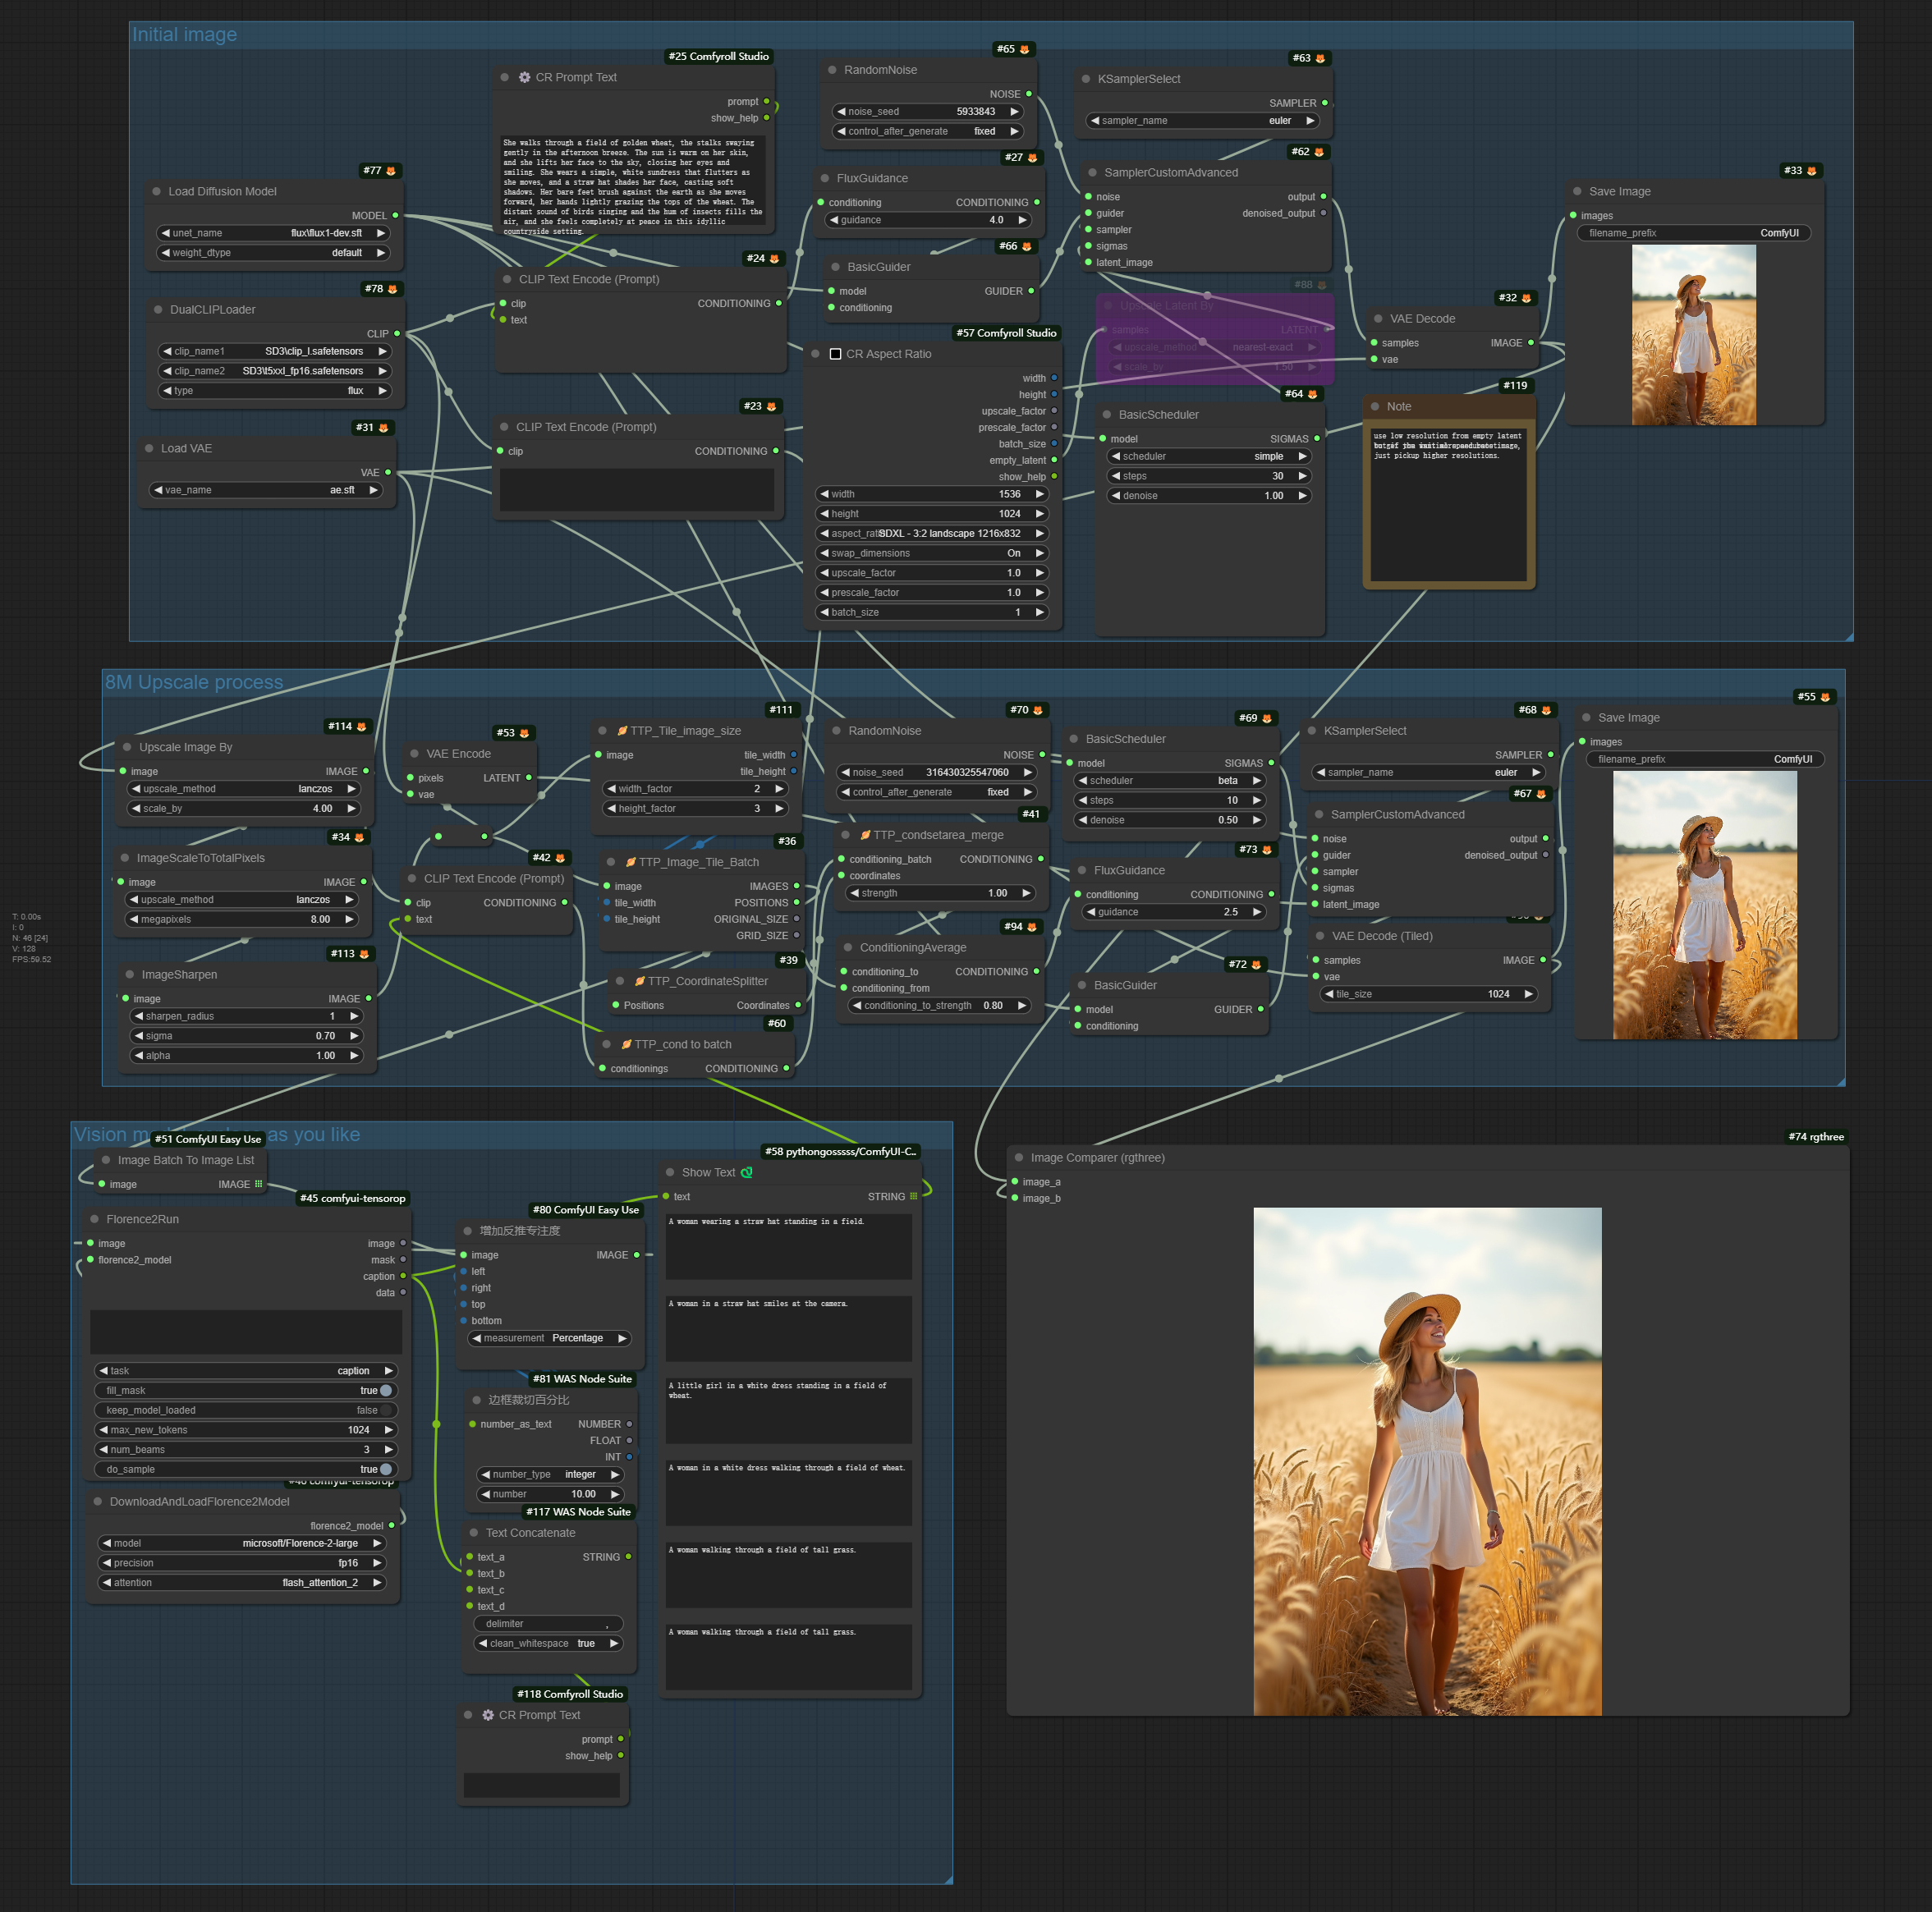 Initial image
#25 Comfyroll Studio
CR Prompt Text
prompt
show_help
She walks through a field of golden wheat, the stalks swaying
gently in the afternoon breeze. The sun is warm on her skin,
and she lifts her face to the sky, closing her eyes and
smiling. She wears a simple, white sundress that flutters as
she moves, and a straw hat shades her face, casting soft
shadows. Her bare feet brush against the earth as she moves
forward, her hands lightly grazing the tops of the wheat. The
distant sound of birds singing and the hum of insects fills the
air, and she feels completely at peace in this idyllic
countryside setting.
#65
RandomNoise
NOISE
noise_seed 5933843
control_after_generate fixed
#63
KSamplerSelect
SAMPLER
sampler_name euler
#77
Load Diffusion Model
MODEL
unet_name flux\flux1-dev.sft
weight_dtype default
#27
FluxGuidance
conditioning CONDITIONING
guidance 4.0
#62
SamplerCustomAdvanced
noise output
guider denoised_output
sampler
sigmas
latent_image
#33
Save Image
images
filename_prefix ComfyUI
#24
CLIP Text Encode (Prompt)
clip CONDITIONING
text
#66
BasicGuider
model GUIDER
conditioning
#88
Upscale Latent By
samples LATENT
upscale_method nearest-exact
scale_by 1.50
#78
DualCLIPLoader
CLIP
clip_name1 SD3\clip_l.safetensors
clip_name2 SD3\t5xxl_fp16.safetensors
type flux
#32
VAE Decode
samples IMAGE
vae
#57 Comfyroll Studio
CR Aspect Ratio
width
height
upscale_factor
prescale_factor
batch_size
empty_latent
show_help
width 1536
height 1024
SDXL - 3:2 landscape 1216x832
swap_dimensions On
upscale_factor 1.0
prescale_factor 1.0
batch_size 1
#64
BasicScheduler
model SIGMAS
scheduler simple
steps 30
denoise 1.00
#119
Note
use low resolution from empty latent
just pickup higher resolutions.
#23
CLIP Text Encode (Prompt)
clip CONDITIONING
#31
Load VAE
VAE
vae_name ae.sft
8M Upscale process
#114
Upscale Image By
image IMAGE
upscale_method lanczos
scale_by 4.00
#53
VAE Encode
pixels LATENT
vae
#111
TTP_Tile_image_size
image tile_width
tile_height
width_factor 2
height_factor 3
#70
RandomNoise
NOISE
noise_seed 316430325547060
control_after_generate fixed
#69
BasicScheduler
model SIGMAS
scheduler beta
steps 10
denoise 0.50
#68
KSamplerSelect
SAMPLER
sampler_name euler
#55
Save Image
images
filename_prefix ComfyUI
#34
ImageScaleToTotalPixels
image IMAGE
upscale_method lanczos
megapixels 8.00
#42
CLIP Text Encode (Prompt)
clip CONDITIONING
text
#36
TTP_Image_Tile_Batch
image IMAGES
tile_width POSITIONS
tile_height ORIGINAL_SIZE
GRID_SIZE
#41
TTP_condsetarea_merge
conditioning_batch CONDITIONING
coordinates
strength 1.00
#73
FluxGuidance
conditioning CONDITIONING
guidance 2.5
#67
SamplerCustomAdvanced
noise output
guider denoised_output
sampler
sigmas
latent_image
VAE Decode (Tiled)
samples IMAGE
vae
tile_size 1024
#113
ImageSharpen
image IMAGE
sharpen_radius 1
sigma 0.70
alpha 1.00
#39
TTP_CoordinateSplitter
Positions Coordinates
#60
TTP_cond to batch
conditionings CONDITIONING
#94
ConditioningAverage
conditioning_to CONDITIONING
conditioning_from
conditioning_to_strength 0.80
#72
BasicGuider
model GUIDER
conditioning
T: 0.00s
I: 0
N: 46 [24]
V: 128
FPS:59.52
Vision m as you like
#51 ComfyUI Easy Use
Image Batch To Image List
image IMAGE
#45 comfyui-tensorop
Florence2Run
image image
florence2_model mask
caption
data
task caption
fill_mask true
keep_model_loaded false
max_new_tokens 1024
num_beams 3
do_sample true
DownloadAndLoadFlorence2Model
florence2_model
model microsoft/Florence-2-large
precision fp16
attention flash_attention_2
#80 ComfyUI Easy Use
增加反推专注度
image IMAGE
left
right
top
bottom
measurement Percentage
#81 WAS Node Suite
边框裁切百分比
number_as_text NUMBER
FLOAT
INT
number_type integer
number 10.00
#117 WAS Node Suite
Text Concatenate
text_a STRING
text_b
text_c
text_d
delimiter ,
clean_whitespace true
#118 Comfyroll Studio
CR Prompt Text
prompt
show_help
#58 pythongosssss/ComfyUI-C..
Show Text
text STRING
A woman wearing a straw hat standing in a field.
A woman in a straw hat smiles at the camera.
A little girl in a white dress standing in a field of
wheat.
A woman in a white dress walking through a field of wheat.
A woman walking through a field of tall grass.
A woman walking through a field of tall grass.
#74 rgthree
Image Comparer (rgthree)
image_a
image_b